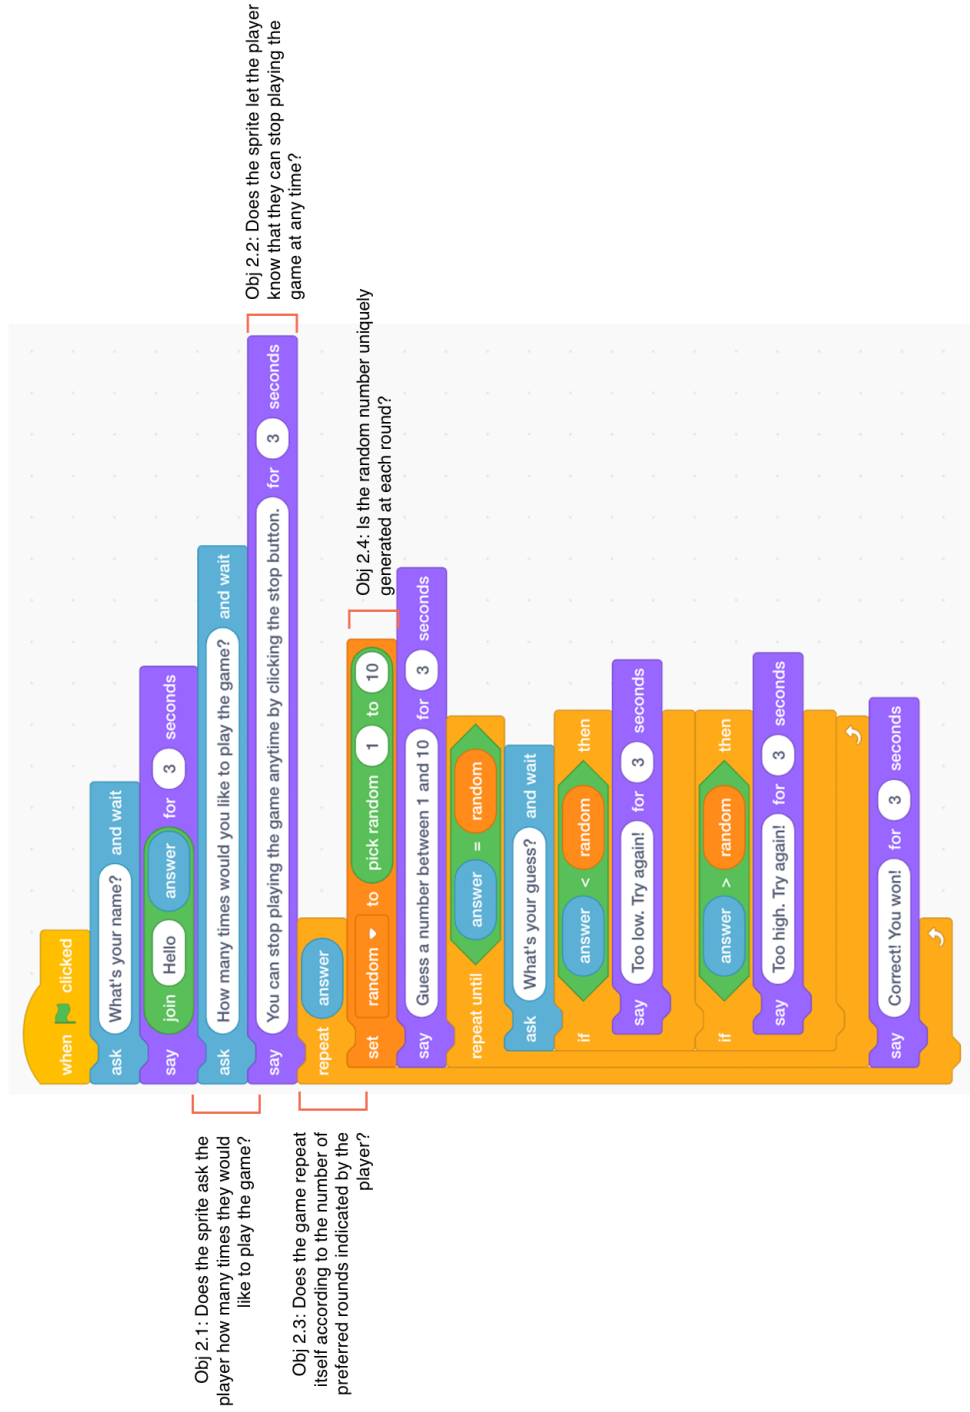 when clicked
ask What's your name? and wait
say join Hello answer for 3 seconds
Obj 2.1: Does the sprite ask the
player how many times they would
like to play the game?
ask How many times would you like to play the game? and wait
say You can stop playing the game anytime by clicking the stop button. for 3 seconds
Obj 2.2: Does the sprite let the player
know that they can stop playing the
game at any time?
Obj 2.3: Does the game repeat
itself according to the number of
preferred rounds indicated by the
player?
repeat answer
set random to pick random 1 to 10
Obj 2.4: Is the random number uniquely
generated at each round?
say Guess a number between 1 and 10 for 3 seconds
repeat until answer = random
ask What's your guess? and wait
if answer < random then
say Too low. Try again! for 3 seconds
if answer > random then
say Too high. Try again! for 3 seconds
say Correct! You won! for 3 seconds